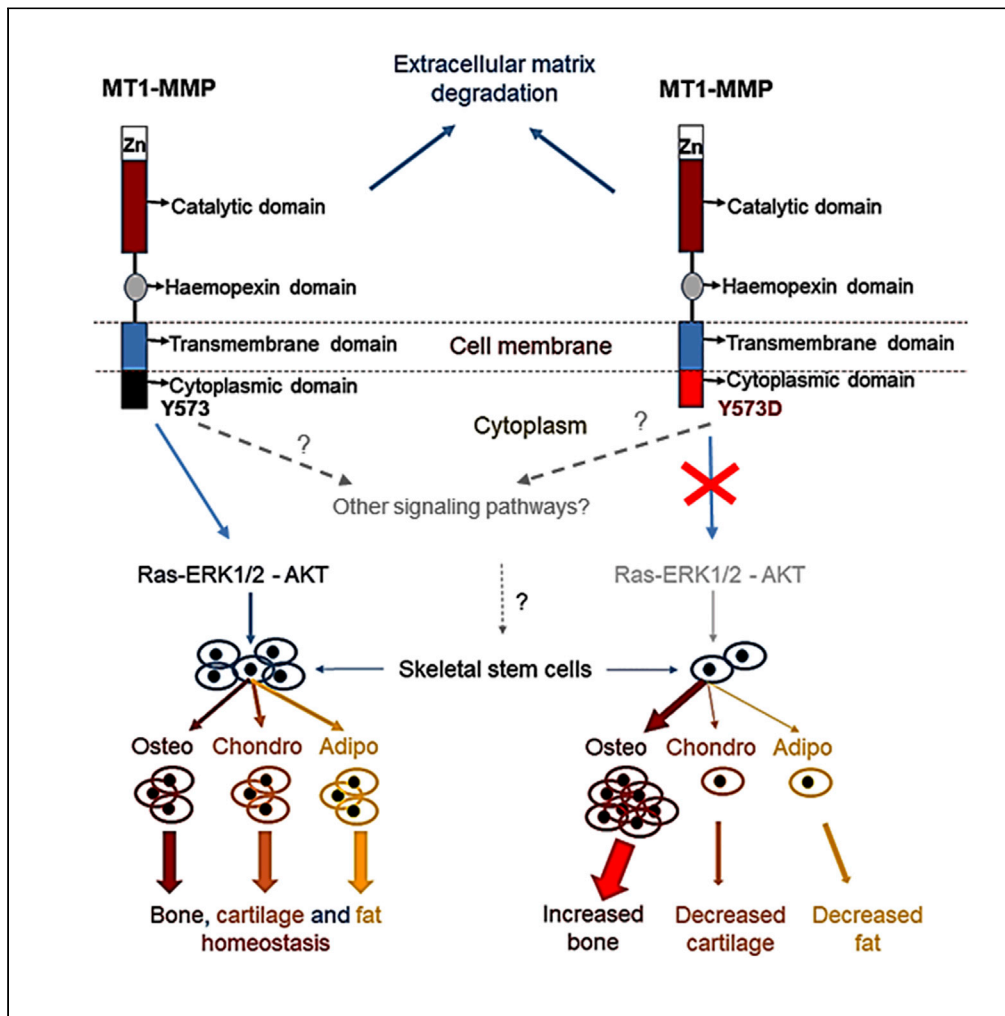 Extracellular matrix
degradation
MT1-MMP
MT1-MMP
Zn
Zn
Catalytic domain
Catalytic domain
Haemopexin domain
Haemopexin domain
Transmembrane domain
Cell membrane
Transmembrane domain
Cytoplasmic domain
Cytoplasmic domain
Y573
Y573D
Cytoplasm
?
?
Other signaling pathways?
Ras-ERK1/2 - AKT
Ras-ERK1/2 - AKT
?
Skeletal stem cells
Osteo Chondro Adipo
Osteo Chondro Adipo
Bone, cartilage and fat
homeostasis
Increased
bone
Decreased
cartilage
Decreased
fat